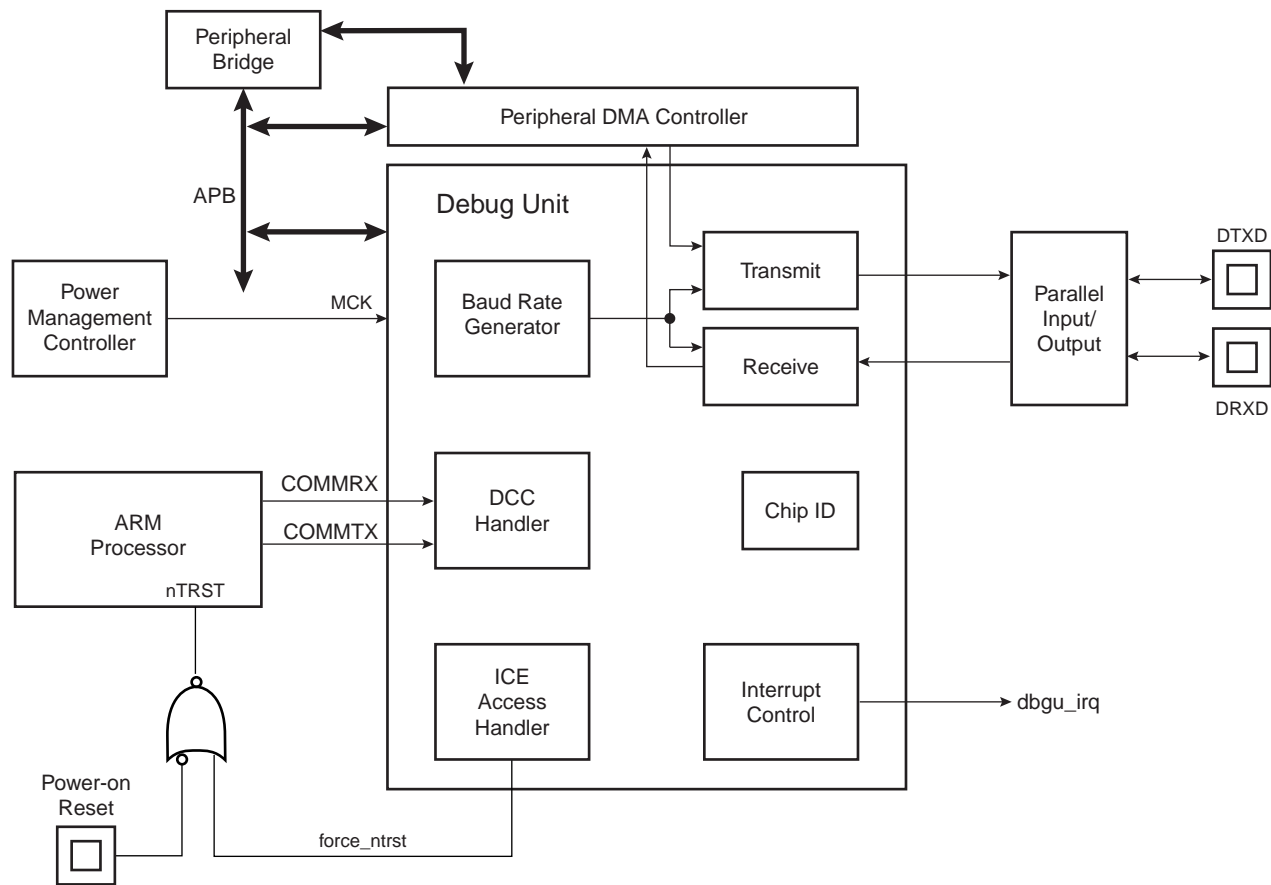 Peripheral
Bridge
Peripheral DMA Controller
APB
Debug Unit
DTXD
Transmit
Power
Management
Controller
MCK
Baud Rate
Generator
Parallel
Input/
Output
Receive
DRXD
COMMRX
DCC
Handler
Chip ID
ARM
Processor
COMMTX
nTRST
ICE
Access
Handler
Interrupt
Control
dbgu_irq
Power-on
Reset
force_ntrst